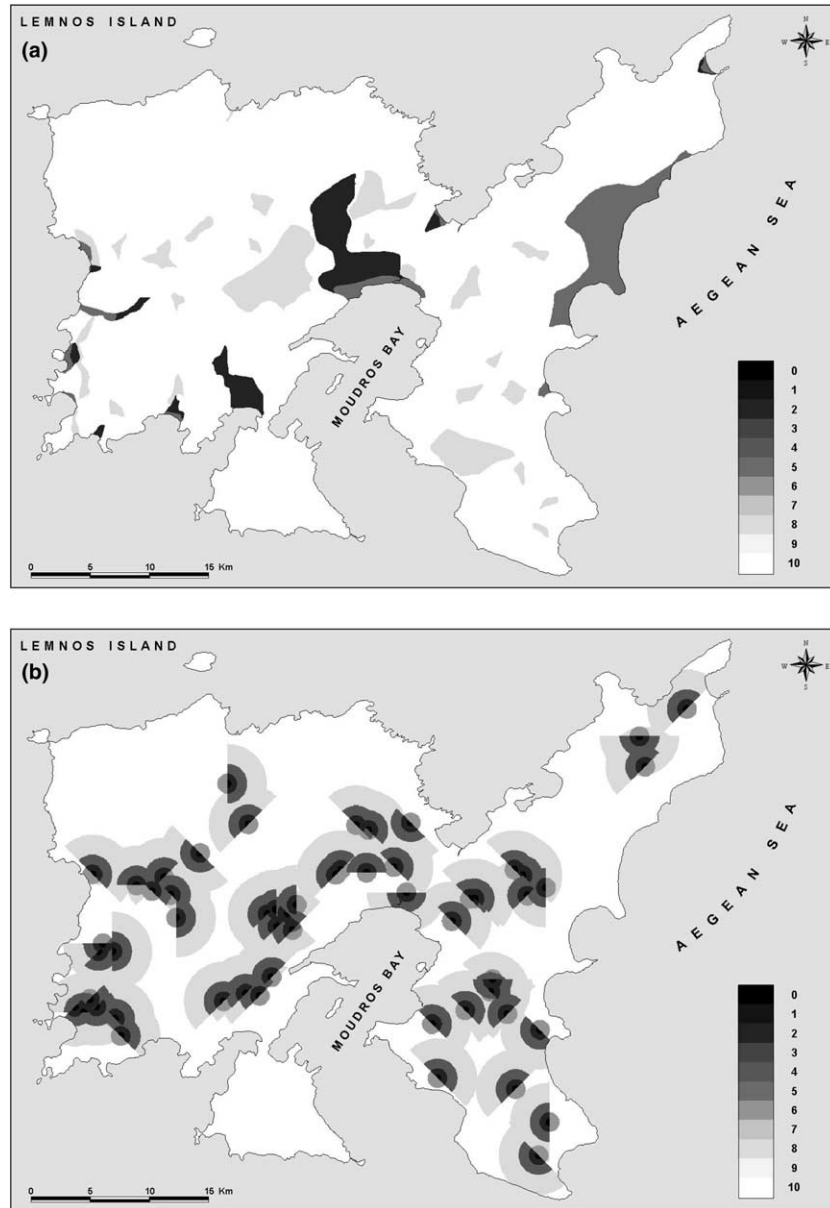 LEMNOS ISLAND
(a)
N
W E
S
AEGEAN SEA
MOUDROS BAY
0
1
2
3
4
5
6
7
8
9
10
0 5 10 15 Km
LEMNOS ISLAND
(b)
N
W E
S
AEGEAN SEA
MOUDROS BAY
0
1
2
3
4
5
6
7
8
9
10
0 5 10 15 Km